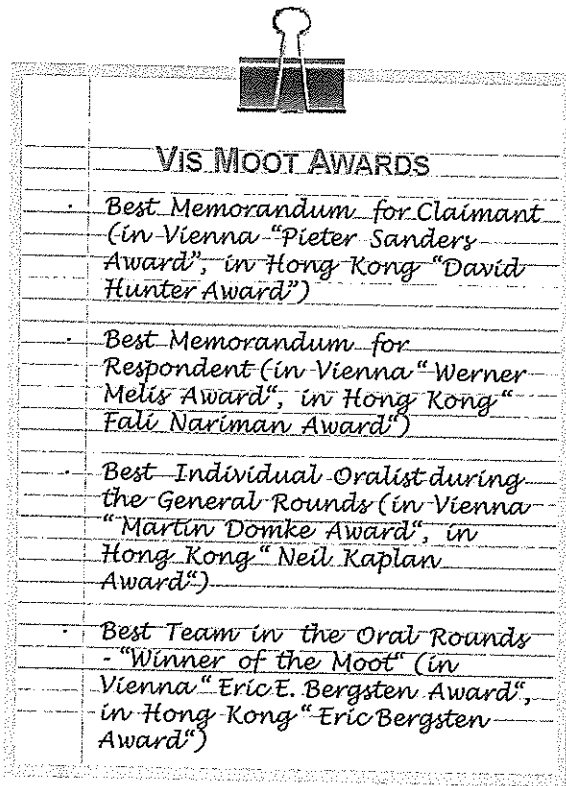 VIS MOOT AWARDS
· Best Memorandum for Claimant
(in Vienna "Pieter Sanders
Award", in Hong Kong "David
Hunter Award")
· Best Memorandum for
Respondent (in Vienna " Werner
Melis Award", in Hong Kong "
Fali Nariman Award")
· Best Individual Oralist during
the General Rounds (in Vienna
" Martin Domke Award", in
Hong Kong " Neil Kaplan
Award")
· Best Team in the Oral Rounds
- "Winner of the Moot" (in
Vienna " Eric E. Bergsten Award",
in Hong Kong " Eric Bergsten
Award")